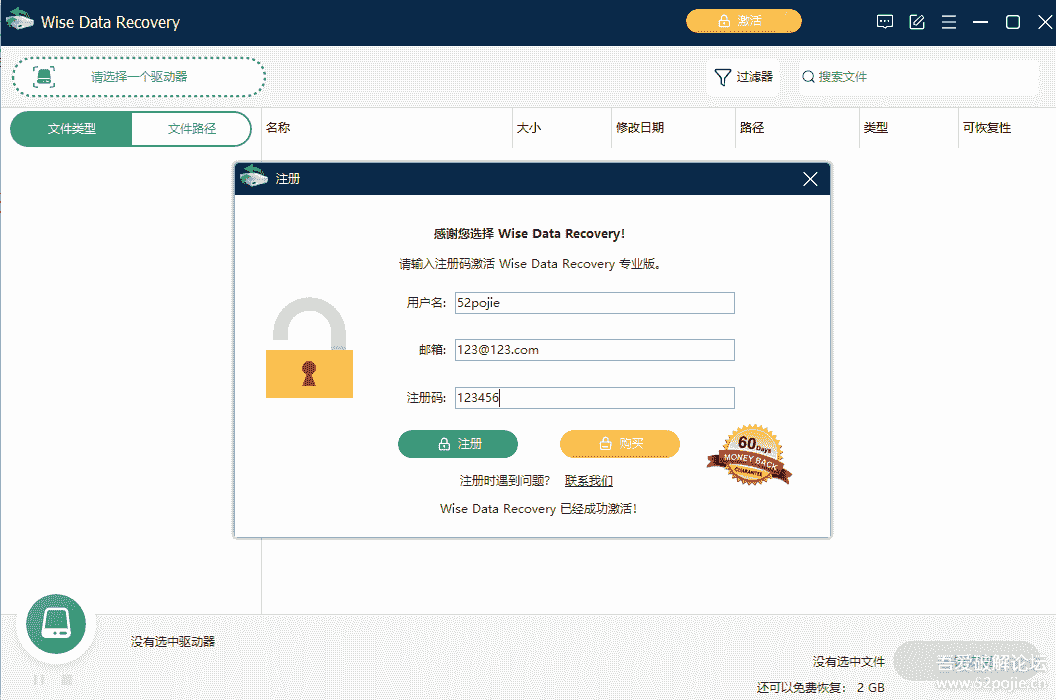 Wise Data Recovery
激活
请选择一个驱动器
过滤器
搜索文件
文件类型 文件路径 名称 大小 修改日期 路径 类型 可恢复性
注册
感谢您选择 Wise Data Recovery!
请输入注册码激活 Wise Data Recovery 专业版。
用户名: 52pojie
邮箱: 123@123.com
注册码: 123456
注册 购买
60 Days
MONEY BACK
GUARANTEE
注册时遇到问题? 联系我们
Wise Data Recovery 已经成功激活!
没有选中驱动器
没有选中文件
还可以免费恢复: 2 GB
吾爱破解论坛
www.52pojie.cn